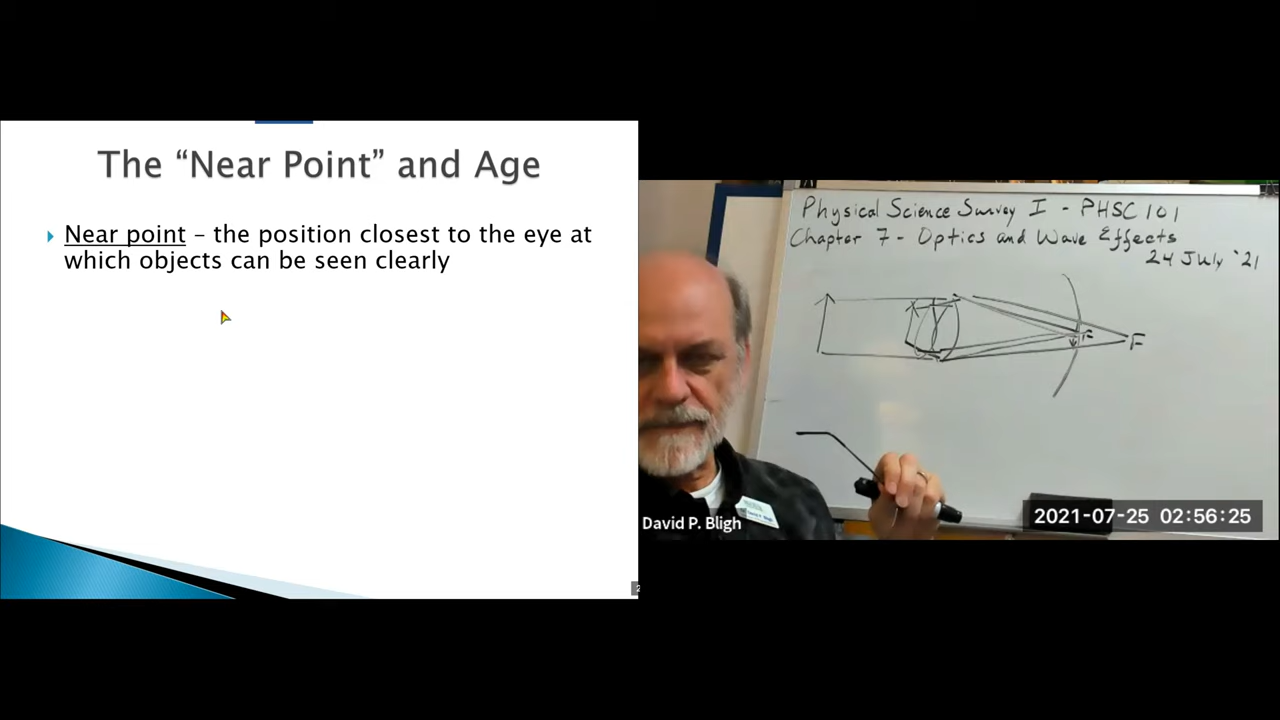 The “Near Point” and Age
Near point – the position closest to the eye at
which objects can be seen clearly
Physical Science Survey I - PHSC 101
Chapter 7 - Optics and Wave Effects
24 July '21
F
F
David P. Bligh
2021-07-25 02:56:25